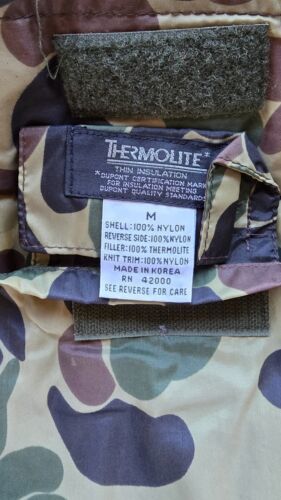 THERMOLITE*
THIN INSULATION
*DUPONT CERTIFICATION MARK
FOR INSULATION MEETING
DUPONT QUALITY STANDARDS
M
SHELL:100% NYLON
REVERSE SIDE:100%NYLON
FILLER:100% THERMOLITE
KNIT TRIM:100% NYLON
MADE IN KOREA
RN 42000
SEE REVERSE FOR CARE